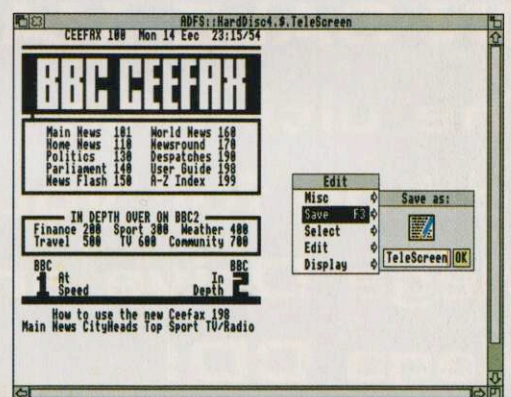 ADFS::HardDisc4.$.TeleScreen
CEEFAX 100 Mon 14 Eec 23:15/54
BBC CEEFAX
Main News 101 World News 160
Home News 110 Newsround 170
Politics 130 Despatches 190
Parliament 140 User Guide 198
News Flash 150 A-Z Index 199
IN DEPTH OVER ON BBC2
Finance 200 Sport 300 Weather 400
Travel 500 TV 600 Community 700
BBC BBC
1 At Speed In Depth 2
How to use the new Ceefax 198
Main News CityHeads Top Sport TV/Radio
Edit
Misc
Save F3
Select
Edit
Display
Save as:
TeleScreen OK